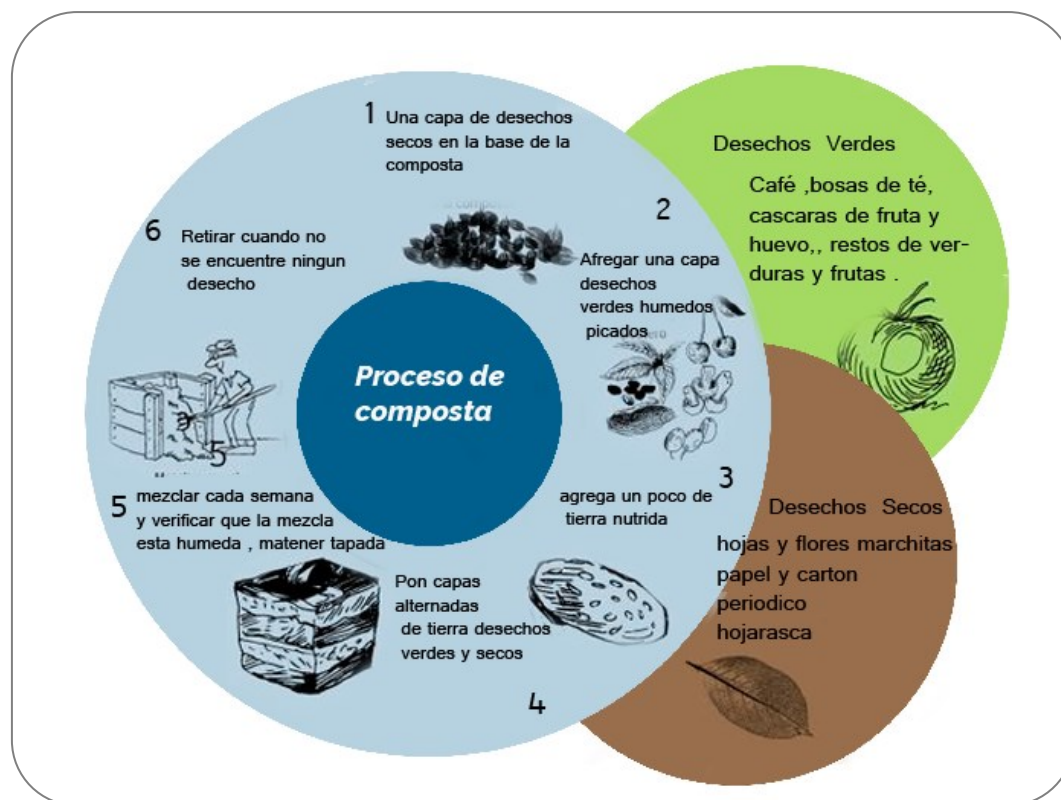 Proceso de
composta
1
Una capa de desechos
secos en la base de la
composta
2
Afregar una capa
desechos
verdes humedos
picados
3
agrega un poco de
tierra nutrida
4
Pon capas
alternadas
de tierra desechos
verdes y secos
5
mezclar cada semana
y verificar que la mezcla
esta humeda , matener tapada
5
6
Retirar cuando no
se encuentre ningun
desecho
Desechos Verdes
Café ,bosas de té,
cascaras de fruta y
huevo,, restos de ver-
duras y frutas .
Desechos Secos
hojas y flores marchitas
papel y carton
periodico
hojarasca